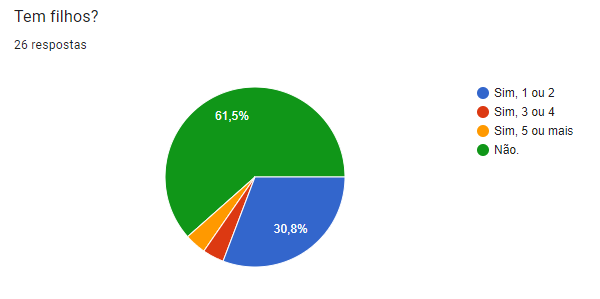 Tem filhos?
26 respostas
61,5%
30,8%
Sim, 1 ou 2
Sim, 3 ou 4
Sim, 5 ou mais
Não.